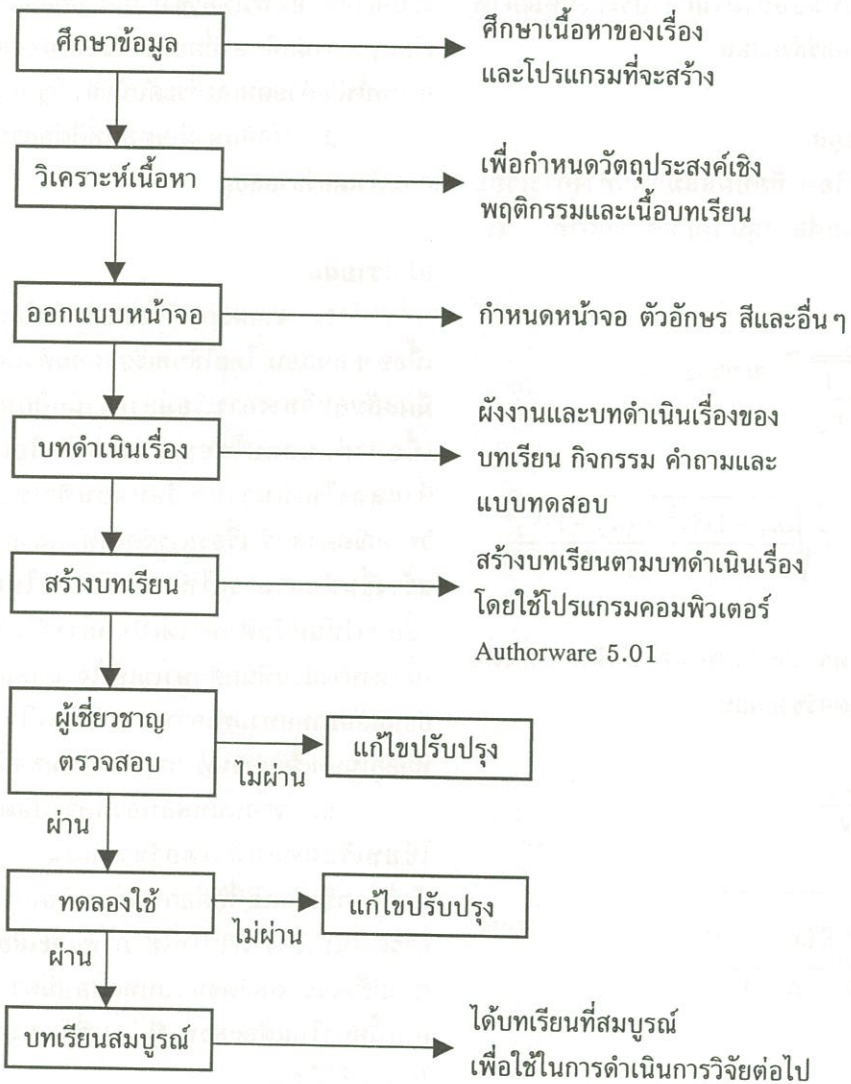 ศึกษาข้อมูล
ศึกษาเนื้อหาของเรื่อง
และโปรแกรมที่จะสร้าง
วิเคราะห์เนื้อหา
เพื่อกำหนดวัตถุประสงค์เชิง
พฤติกรรมและเนื้อบทเรียน
ออกแบบหน้าจอ
กำหนดหน้าจอ ตัวอักษร สีและอื่นๆ
บทดำเนินเรื่อง
ผังงานและบทดำเนินเรื่องของ
บทเรียน กิจกรรม คำถามและ
แบบทดสอบ
สร้างบทเรียน
สร้างบทเรียนตามบทดำเนินเรื่อง
โดยใช้โปรแกรมคอมพิวเตอร์
Authorware 5.01
ผู้เชี่ยวชาญ
ตรวจสอบ
ไม่ผ่าน
แก้ไขปรับปรุง
ผ่าน
ทดลองใช้
ไม่ผ่าน
แก้ไขปรับปรุง
ผ่าน
บทเรียนสมบูรณ์
ได้บทเรียนที่สมบูรณ์
เพื่อใช้ในการดำเนินการวิจัยต่อไป